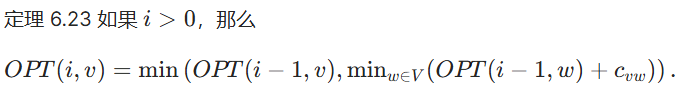 定理 6.23 如果 i > 0，那么
OPT(i, v) = min (OPT(i − 1, v), min_{w∈V}(OPT(i − 1, w) + c_{vw})) .